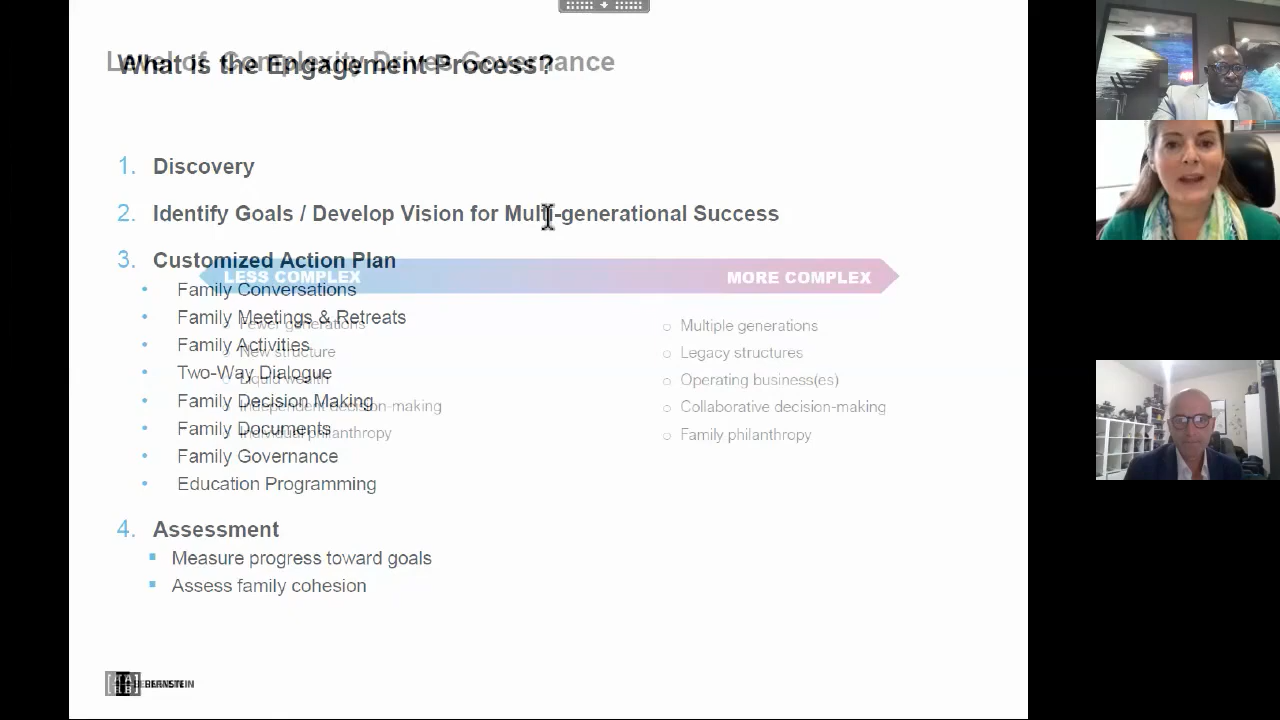 Level of Complexity Drives Governance
What is the Engagement Process?
1. Discovery
2. Identify Goals / Develop Vision for Multi-generational Success
3. Customized Action Plan
LESS COMPLEX
MORE COMPLEX
• Family Conversations
• Family Meetings & Retreats
• Family Activities
• Two-Way Dialogue
• Family Decision Making
• Family Documents
• Family Governance
• Education Programming
○ Fewer generations
○ New structure
○ Liquid wealth
○ Independent decision-making
○ Individual philanthropy
○ Multiple generations
○ Legacy structures
○ Operating business(es)
○ Collaborative decision-making
○ Family philanthropy
4. Assessment
▪ Measure progress toward goals
▪ Assess family cohesion
AB
BERNSTEIN